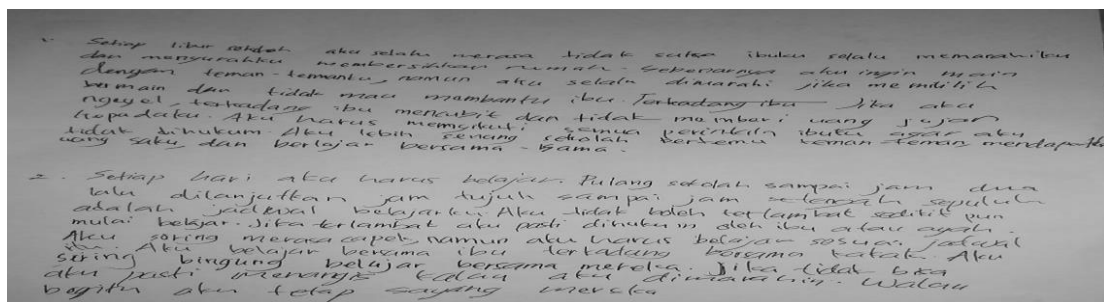 1. Setiap libur sekolah aku selalu merasa tidak suka ibuku selalu memarahiku
dan menyuruhku membersihkan rumah. Sebenarnya aku ingin main
dengan teman-temanku, namun aku selalu dimarahi jika memilih
bermain dan tidak mau membantu ibu. Terkadang ibu jika aku
ngeyel, terkadang ibu mencubit dan tidak memberi uang jajan
kepadaku. Aku harus mengikuti semua perintah ibuku agar aku
tidak dihukum. Aku lebih senang sekolah bertemu teman-teman, mendapatkan
uang saku, dan berlajar bersama-sama.
2. Setiap hari aku harus belajar. Pulang sekolah sampai jam dua
lalu dilanjutkan jam tujuh sampai jam setengah sepuluh
adalah jadwal belajarku. Aku tidak boleh terlambat sedikit pun
mulai belajar. Jika terlambat aku pasti dihukum oleh ibu atau ayah.
Aku sering merasa capek, namun aku harus belajar sesuai jadwal
itu. Aku belajar bersama ibu terkadang bersama kakak. Aku
sering bingung belajar bersama mereka. Jika tidak bisa
aku pasti menangis kalau aku dimarahin. Walau
begitu aku tetap sayang mereka